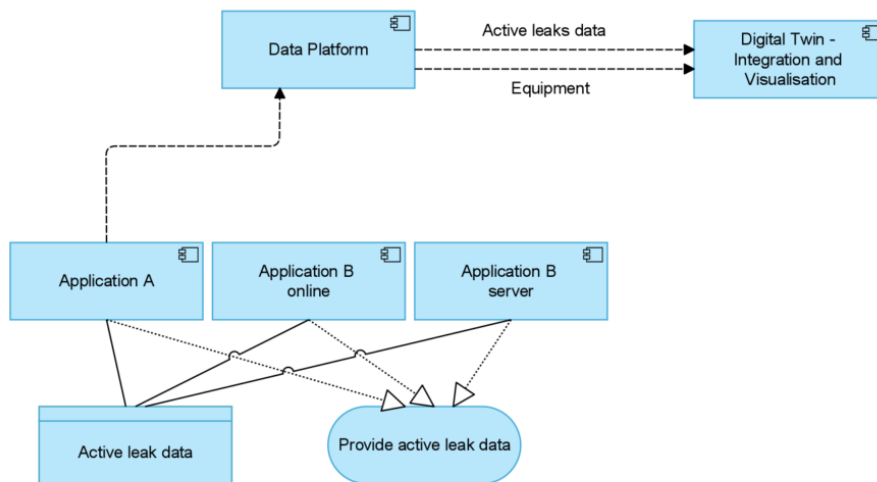 Data Platform
Active leaks data
Equipment
Digital Twin -
Integration and
Visualisation
Application A
Application B
online
Application B
server
Active leak data
Provide active leak data